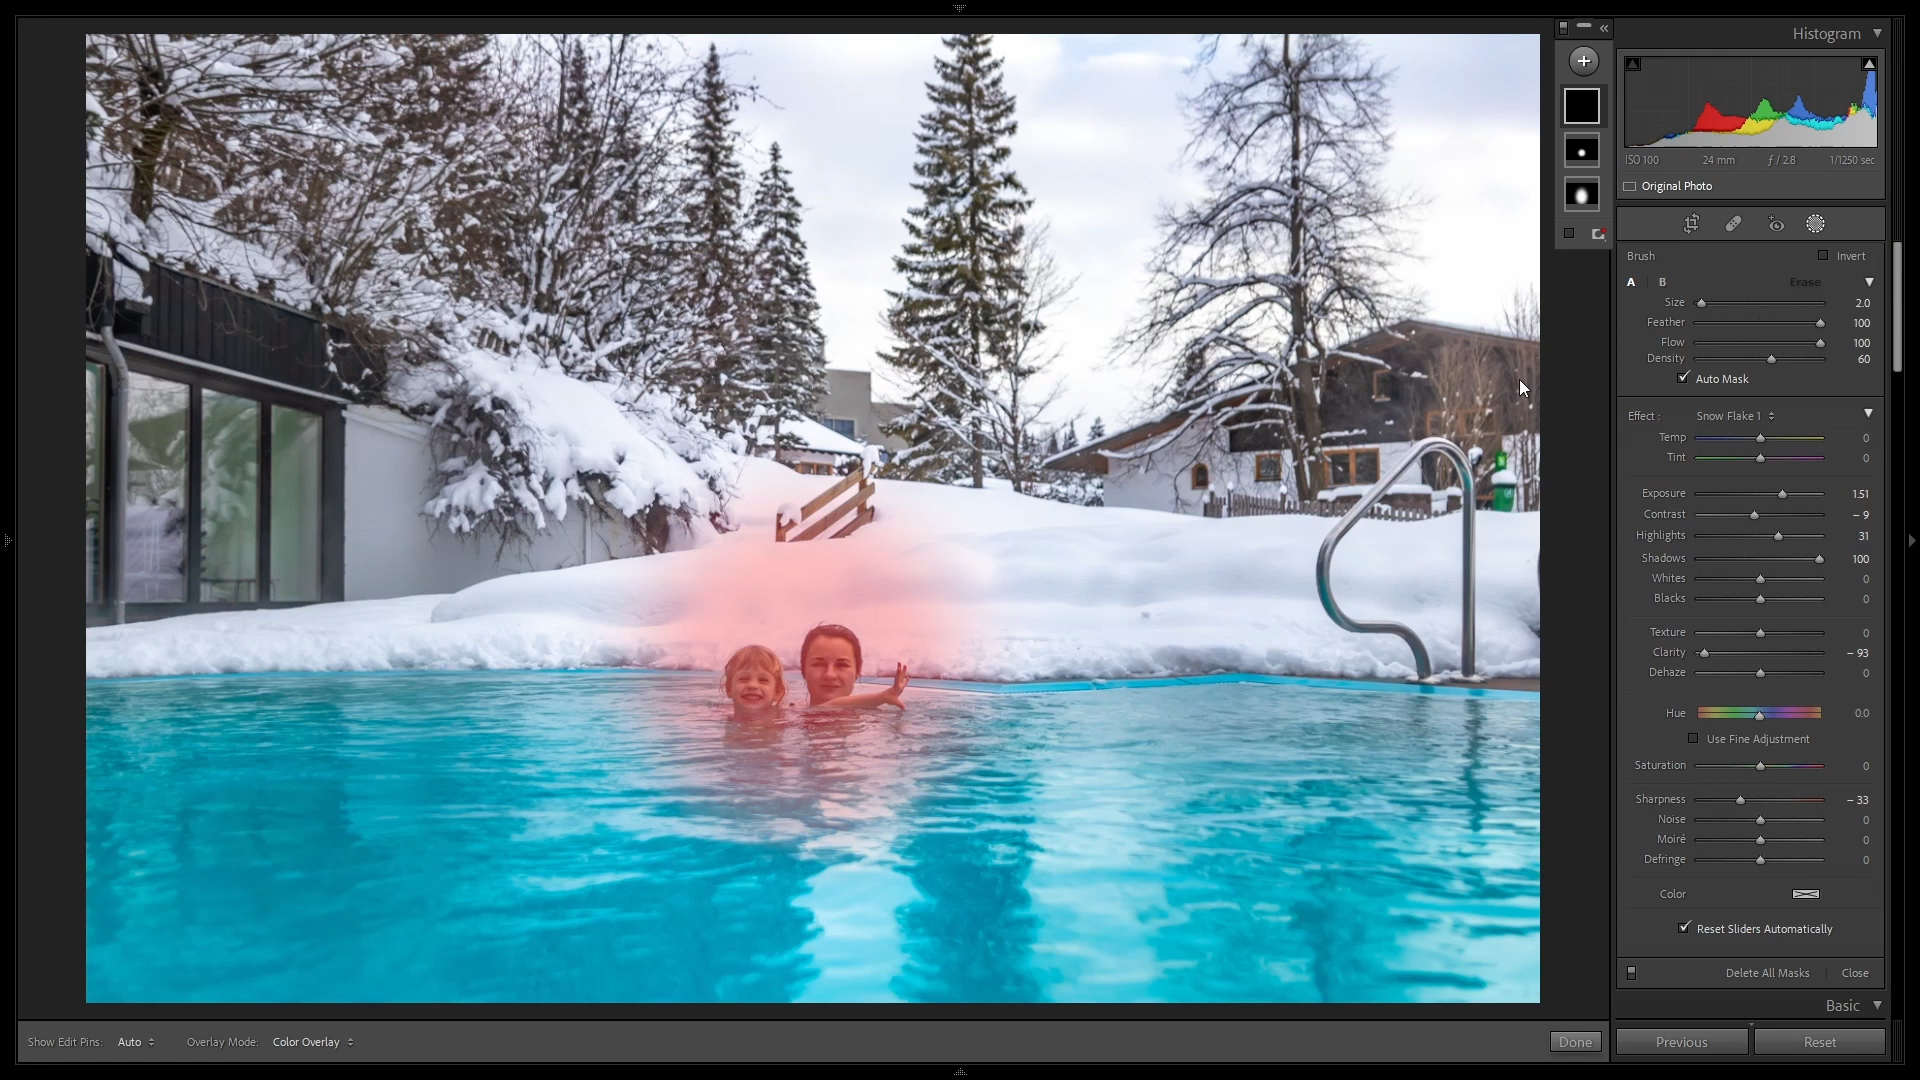 Histogram
ISO 100 24 mm ƒ / 2.8 1/1250 sec
Original Photo
Brush Invert
A B Erase
Size 2.0
Feather 100
Flow 100
Density 60
Auto Mask
Effect : Snow Flake 1
Temp 0
Tint 0
Exposure 1.51
Contrast – 9
Highlights 31
Shadows 100
Whites 0
Blacks 0
Texture 0
Clarity – 93
Dehaze 0
Hue 0.0
Use Fine Adjustment
Saturation 0
Sharpness – 33
Noise 0
Moiré 0
Defringe 0
Color
Reset Sliders Automatically
Delete All Masks Close
Basic
Show Edit Pins: Auto Overlay Mode: Color Overlay Done Previous Reset